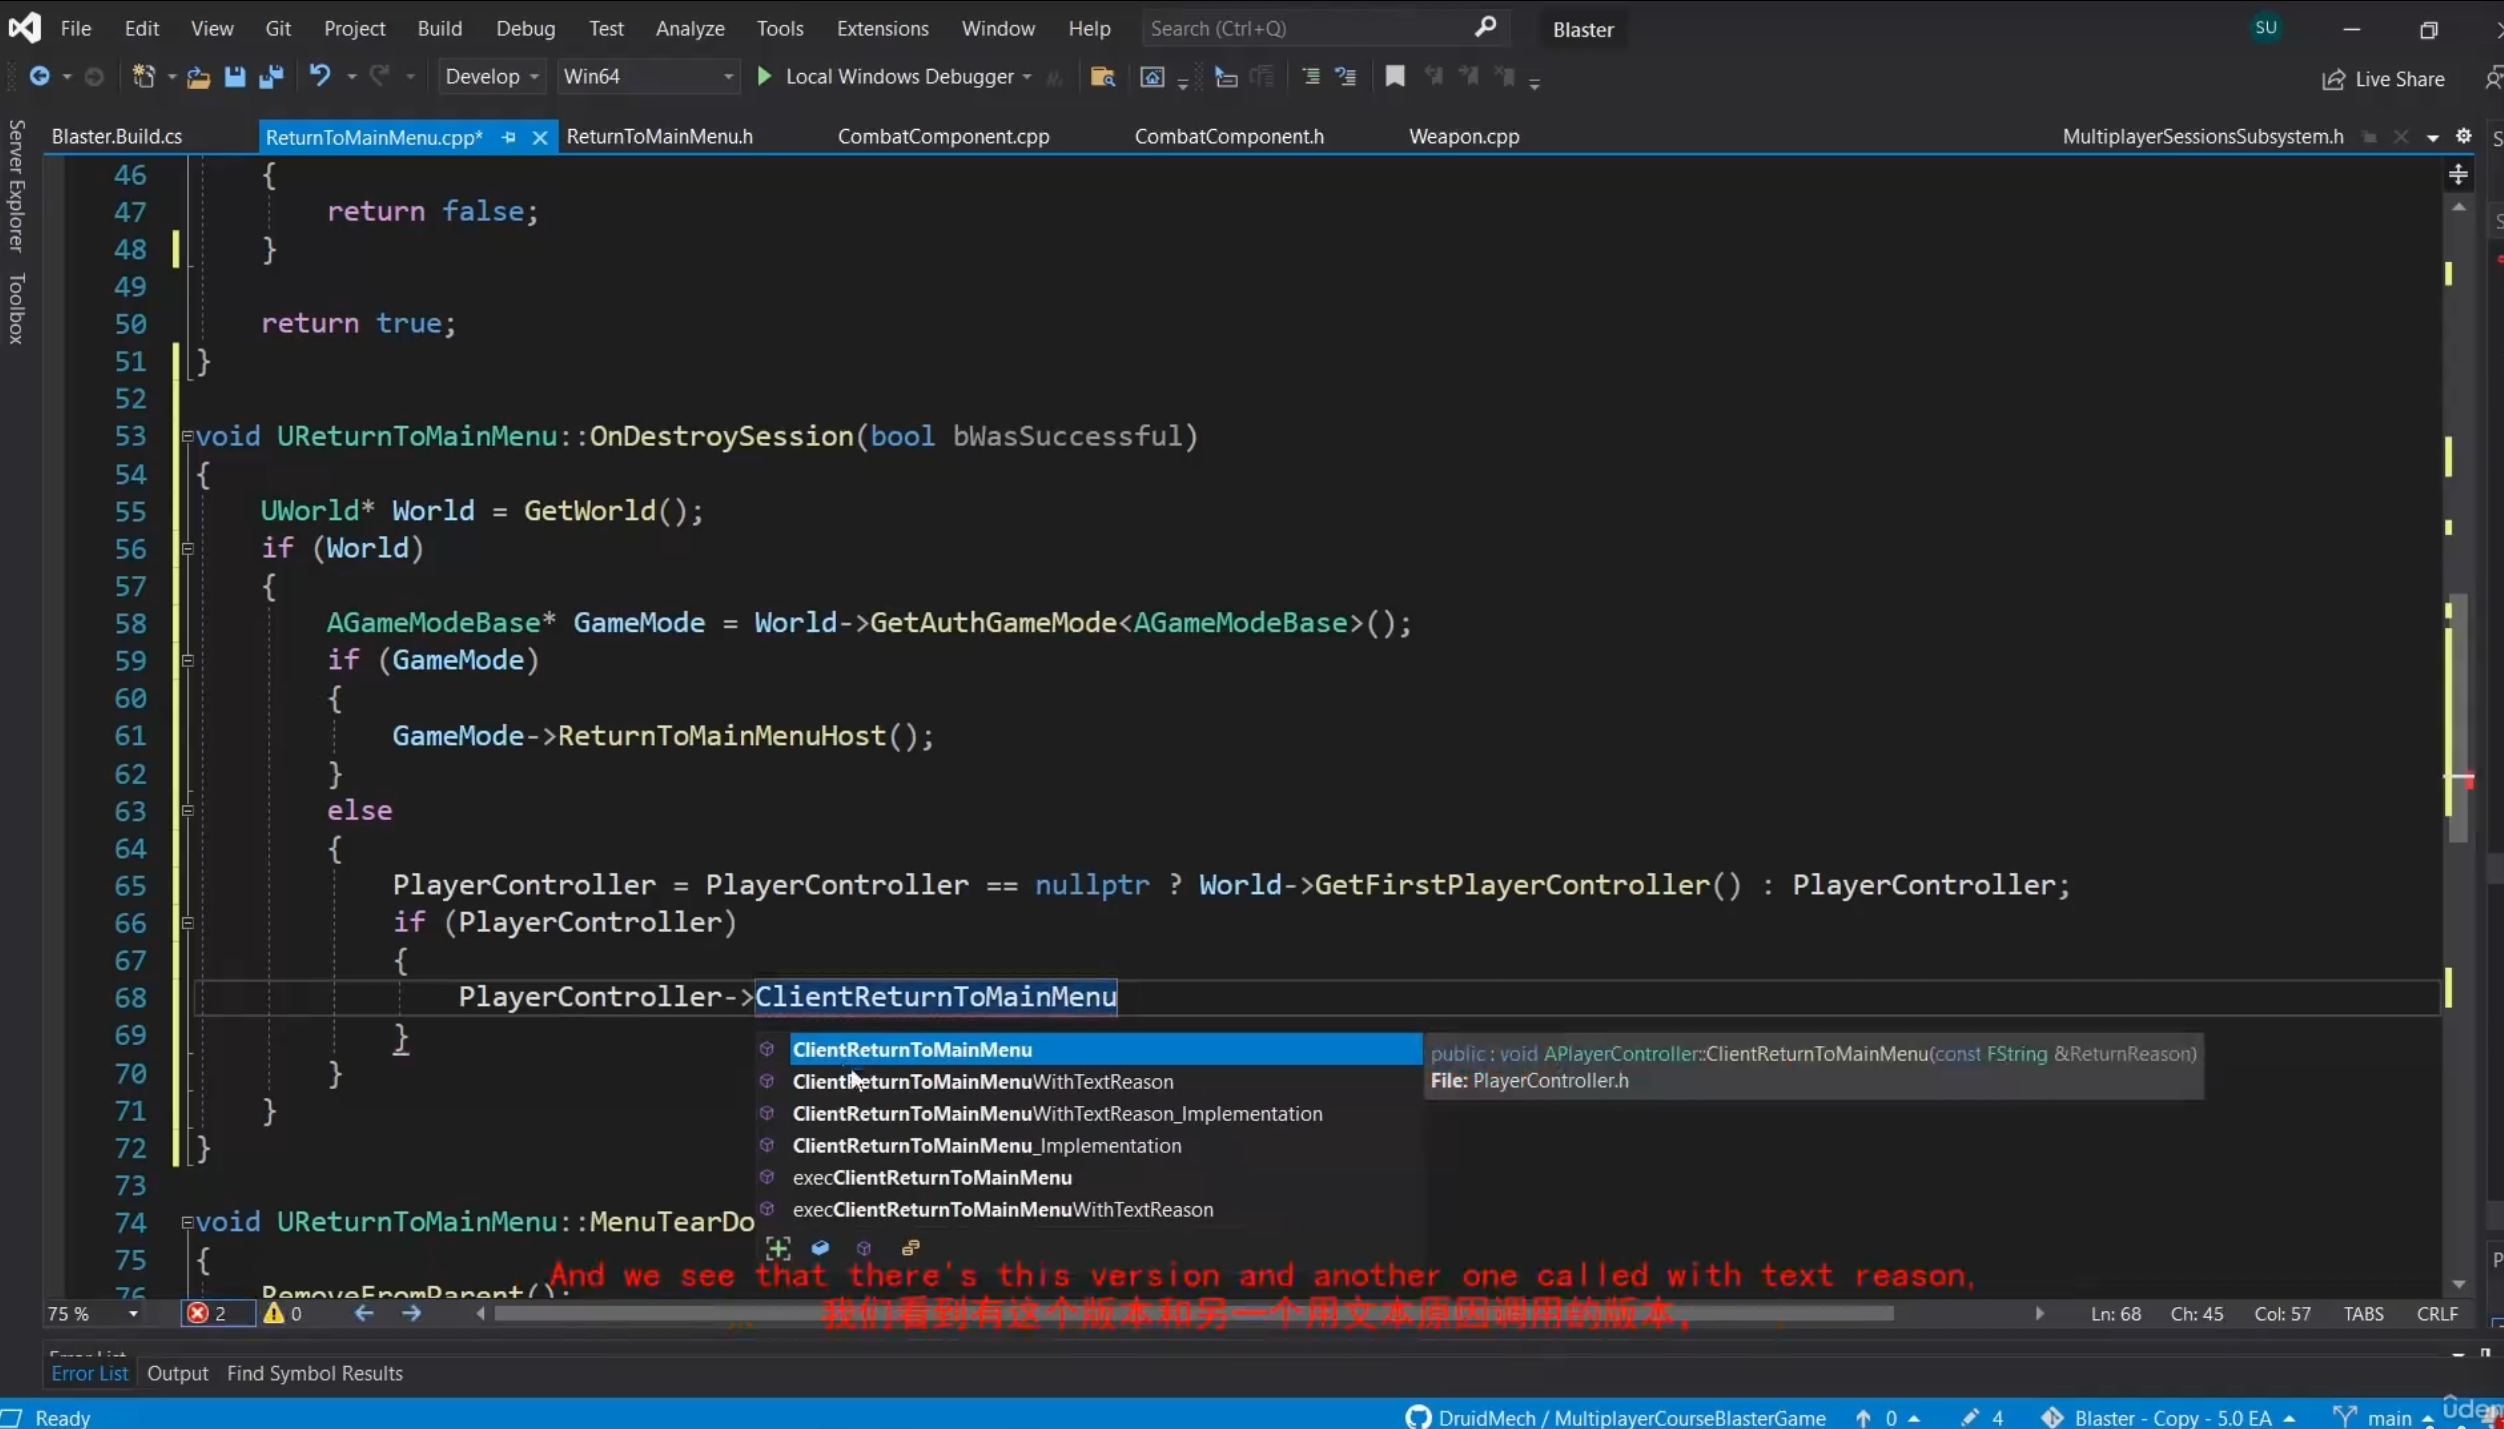 File Edit View Git Project Build Debug Test Analyze Tools Extensions Window Help Search (Ctrl+Q) Blaster SU
Develop Win64 Local Windows Debugger Live Share
Server Explorer
Toolbox
Blaster.Build.cs ReturnToMainMenu.cpp* ReturnToMainMenu.h CombatComponent.cpp CombatComponent.h Weapon.cpp MultiplayerSessionsSubsystem.h
46 {
47 return false;
48 }
49
50 return true;
51 }
52
53 void UReturnToMainMenu::OnDestroySession(bool bWasSuccessful)
54 {
55 UWorld* World = GetWorld();
56 if (World)
57 {
58 AGameModeBase* GameMode = World->GetAuthGameMode<AGameModeBase>();
59 if (GameMode)
60 {
61 GameMode->ReturnToMainMenuHost();
62 }
63 else
64 {
65 PlayerController = PlayerController == nullptr ? World->GetFirstPlayerController() : PlayerController;
66 if (PlayerController)
67 {
68 PlayerController->ClientReturnToMainMenu
69 }
70 }
71 }
72 }
73
74 void UReturnToMainMenu::MenuTearDo
75 {
76 RemoveFromParent();
ClientReturnToMainMenu
ClientReturnToMainMenuWithTextReason
ClientReturnToMainMenuWithTextReason_Implementation
ClientReturnToMainMenu_Implementation
execClientReturnToMainMenu
execClientReturnToMainMenuWithTextReason
public : void APlayerController::ClientReturnToMainMenu(const FString &ReturnReason)
File: PlayerController.h
And we see that there's this version and another one called with text reason,
我们看到有这个版本和另一个用文本原因调用的版本,
75 % 2 0 Ln: 68 Ch: 45 Col: 57 TABS CRLF
Error List
Error List Output Find Symbol Results
Ready DruidMech / MultiplayerCourseBlasterGame 0 4 Blaster - Copy - 5.0 EA main